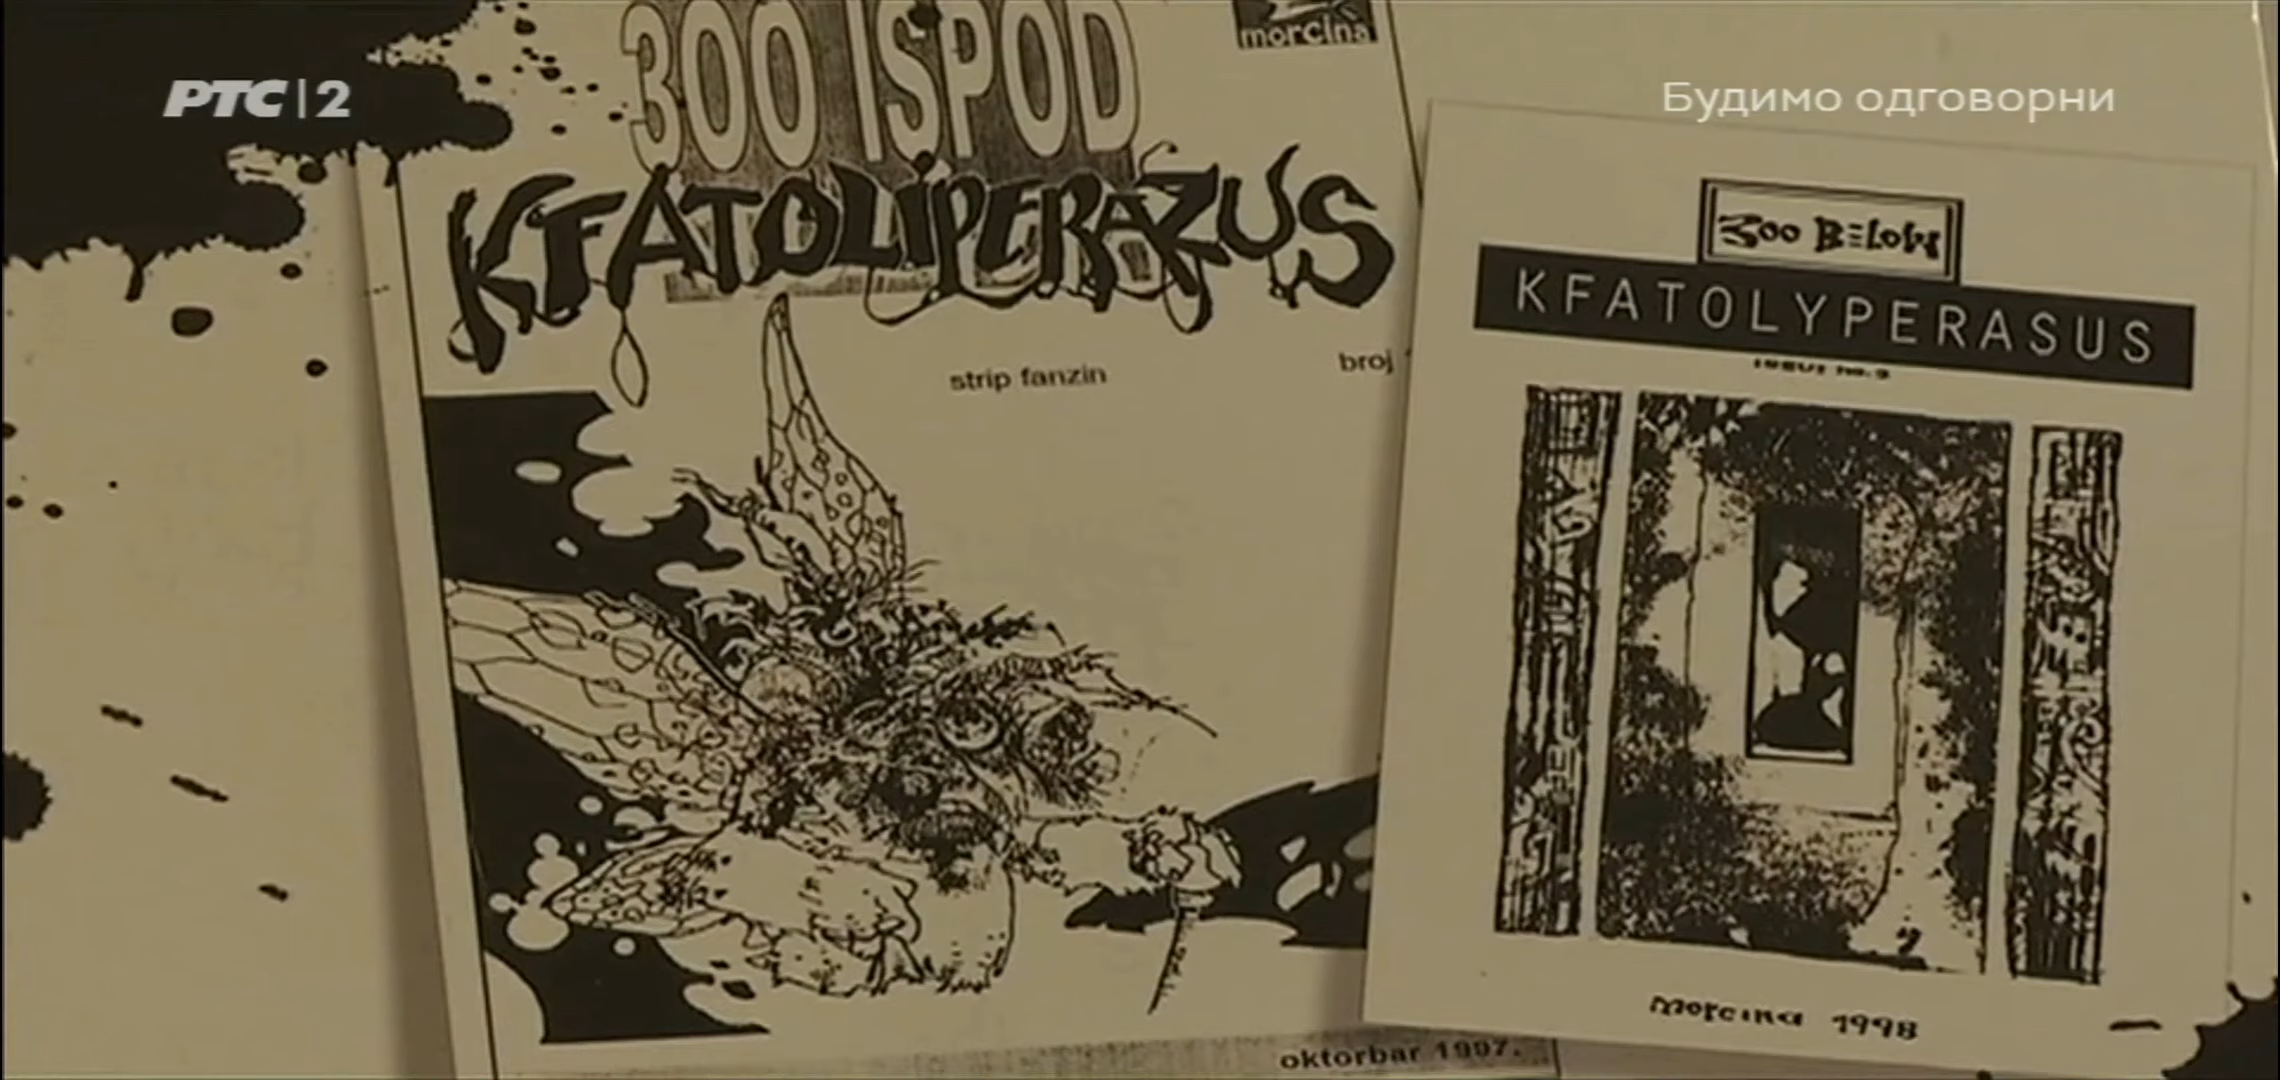 РТС|2
Будимо одговорни
300 ISPOD
morcina
KFATOLiPERAZUS
strip fanzin
broj
oktorbar 1997.
300 BELOW
KFATOLYPERASUS
morcina 1998